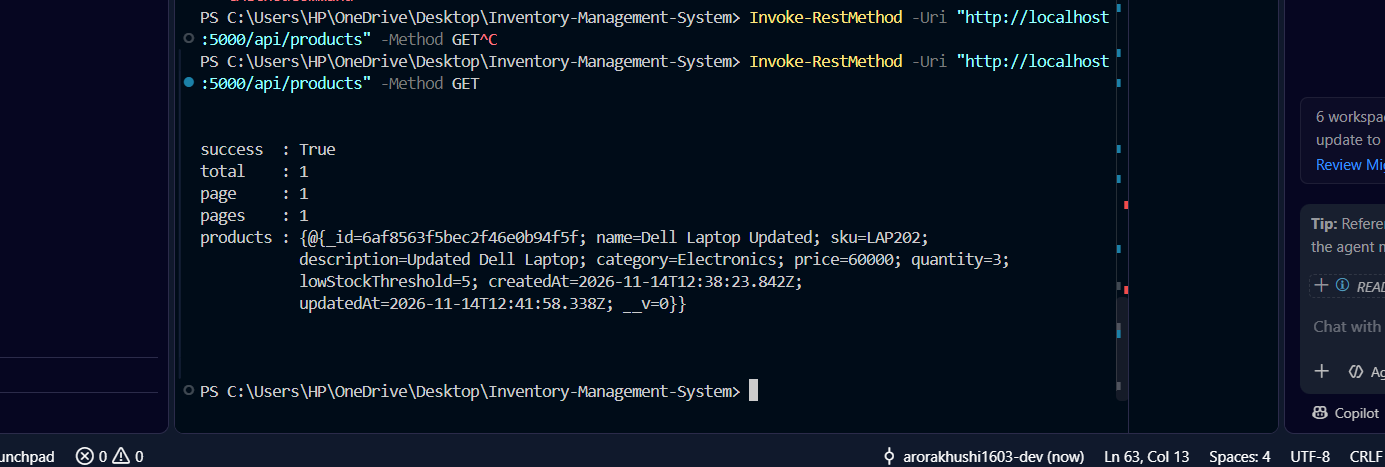 PS C:\Users\HP\OneDrive\Desktop\Inventory-Management-System> Invoke-RestMethod -Uri "http://localhost
:5000/api/products" -Method GET^C
PS C:\Users\HP\OneDrive\Desktop\Inventory-Management-System> Invoke-RestMethod -Uri "http://localhost
:5000/api/products" -Method GET
success : True
total : 1
page : 1
pages : 1
products : {@{_id=6af8563f5bec2f46e0b94f5f; name=Dell Laptop Updated; sku=LAP202;
description=Updated Dell Laptop; category=Electronics; price=60000; quantity=3;
lowStockThreshold=5; createdAt=2026-11-14T12:38:23.842Z;
updatedAt=2026-11-14T12:41:58.338Z; __v=0}}
PS C:\Users\HP\OneDrive\Desktop\Inventory-Management-System>
6 workspac
update to
Review Mi
Tip: Refere
the agent m
READ
Chat with
Ag
Copilot
unchpad 0 0 arorakhushi1603-dev (now) Ln 63, Col 13 Spaces: 4 UTF-8 CRLF